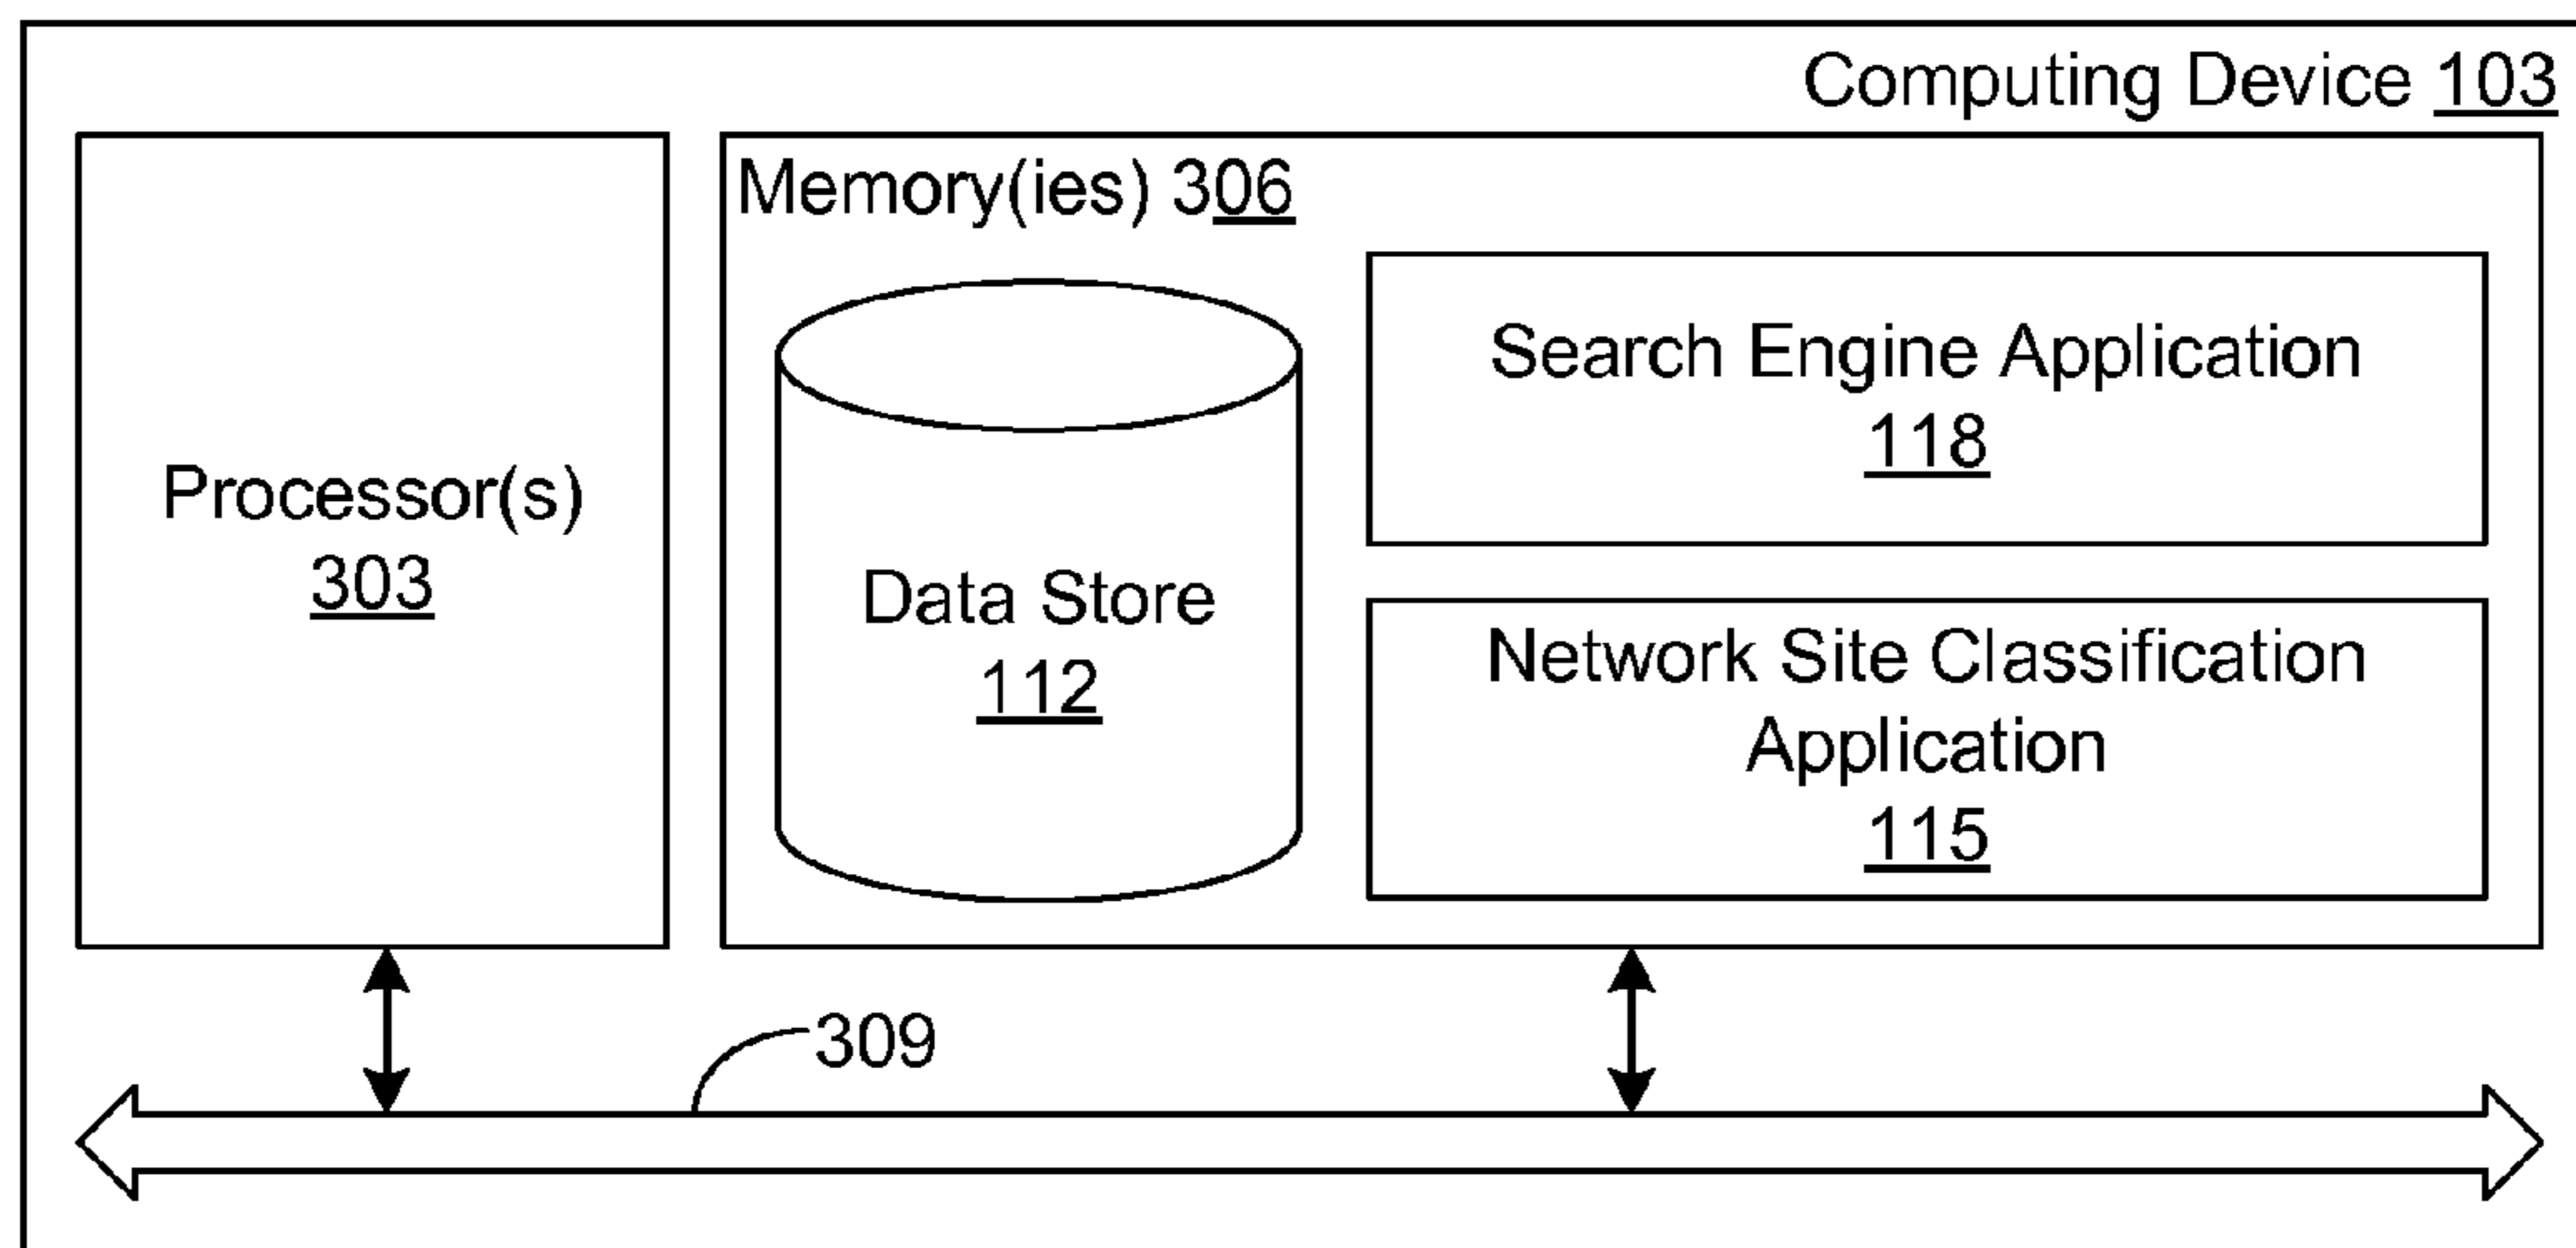 Computing Device 103
Memory(ies) 306
Processor(s)
303
Data Store
112
Search Engine Application
118
Network Site Classification
Application
115
309